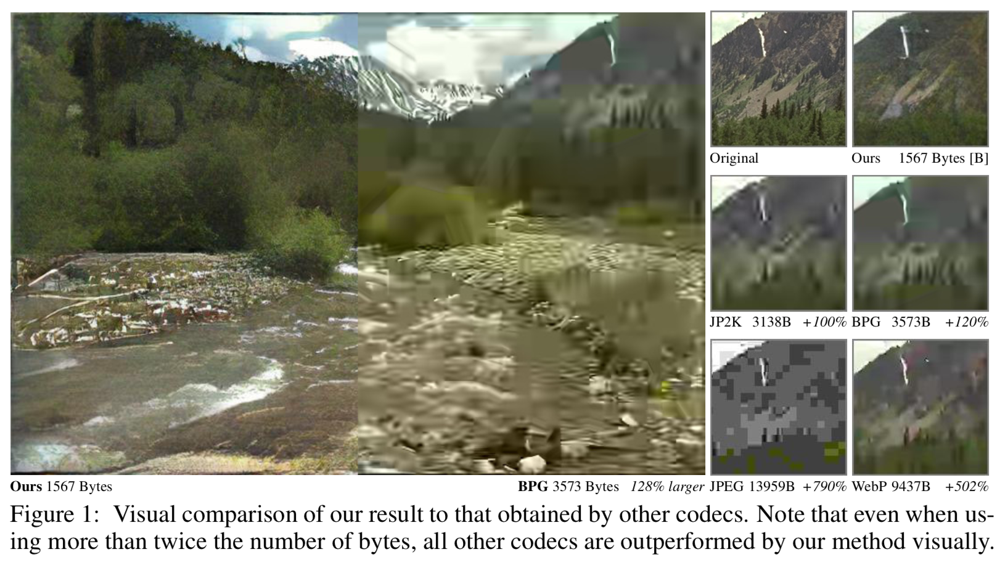 Original
Ours 1567 Bytes [B]
JP2K 3138B +100%
BPG 3573B +120%
Ours 1567 Bytes
BPG 3573 Bytes 128% larger
JPEG 13959B +790%
WebP 9437B +502%
Figure 1: Visual comparison of our result to that obtained by other codecs. Note that even when us-
ing more than twice the number of bytes, all other codecs are outperformed by our method visually.